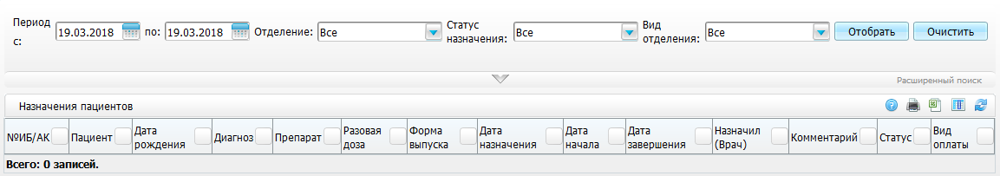 Период с: 19.03.2018 по: 19.03.2018 Отделение: Все Статус назначения: Все Вид отделения: Все Отобрать Очистить
Расширенный поиск
Назначения пациентов
№ИБ/АК Пациент Дата рождения Диагноз Препарат Разовая доза Форма выпуска Дата назначения Дата начала Дата завершения Назначил (Врач) Комментарий Статус Вид оплаты
Всего: 0 записей.